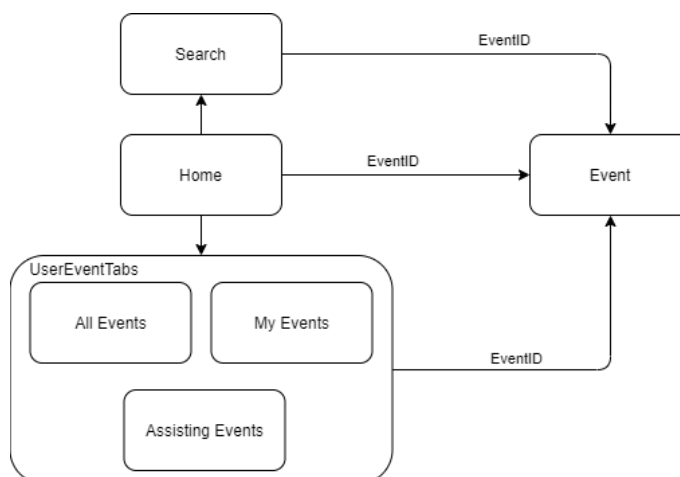 Search
EventID
Home
EventID
Event
UserEventTabs
All Events
My Events
EventID
Assisting Events